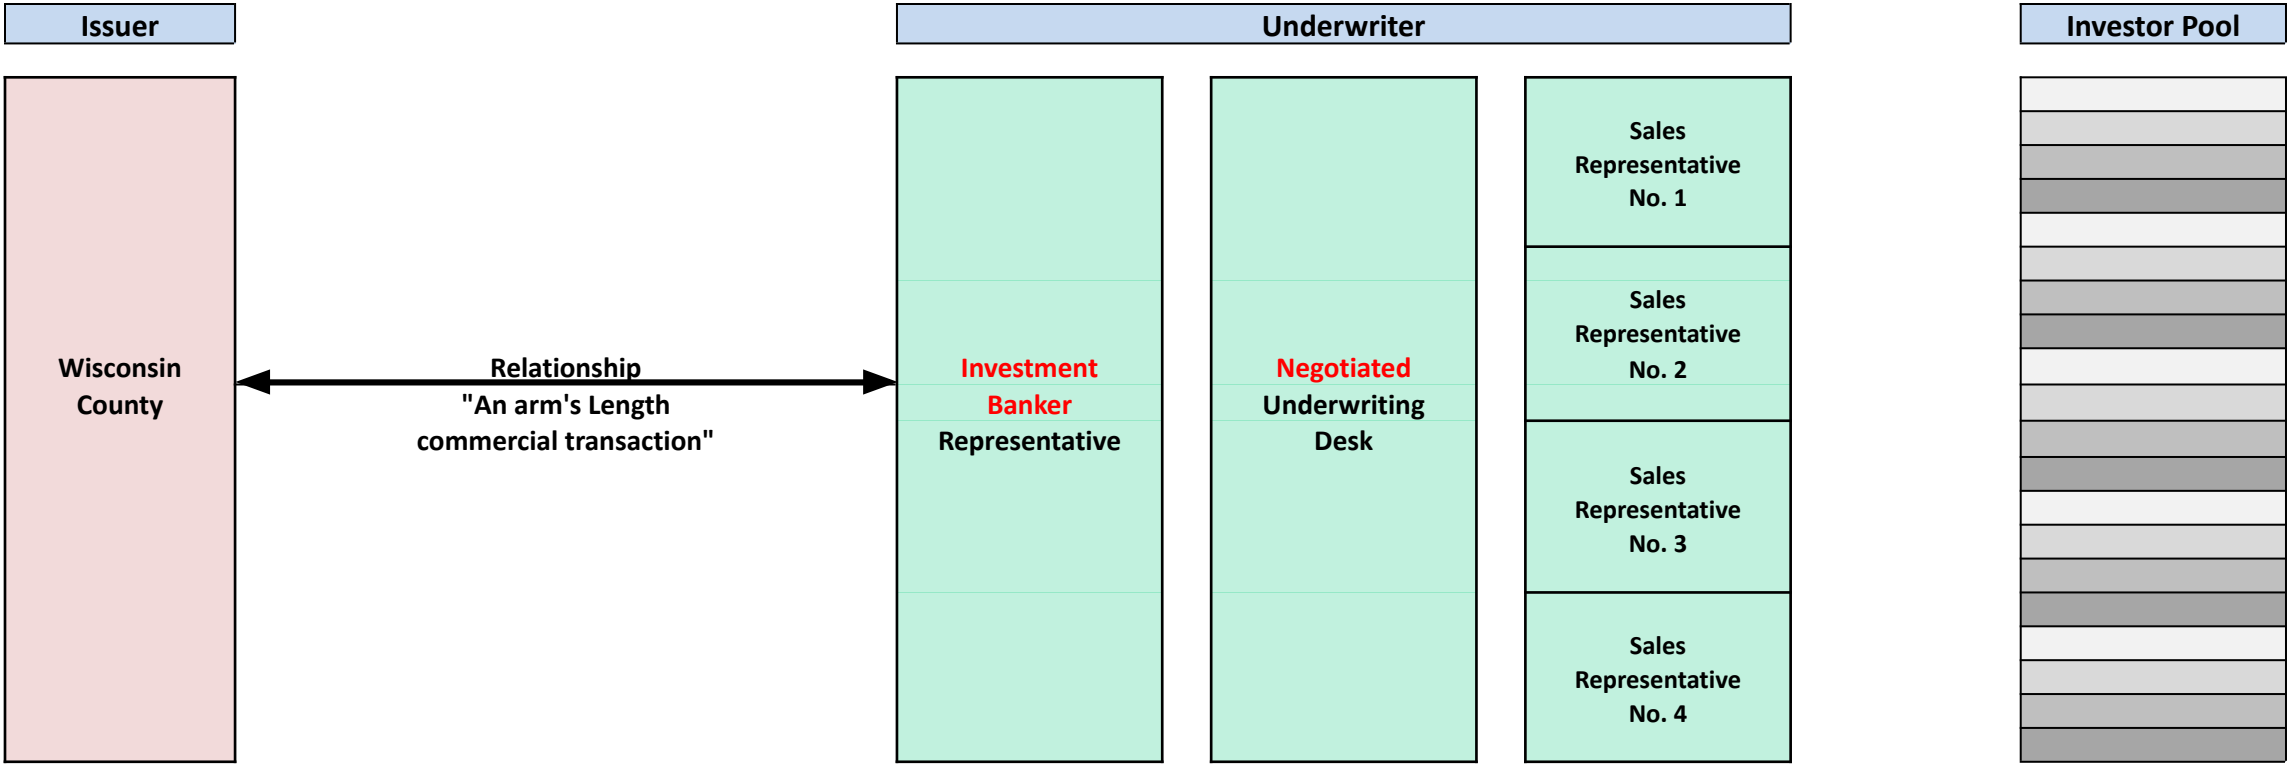 Issuer
Underwriter
Investor Pool
Wisconsin
County
Relationship
"An arm's Length
commercial transaction"
Investment
Banker
Representative
Negotiated
Underwriting
Desk
Sales
Representative
No. 1
Sales
Representative
No. 2
Sales
Representative
No. 3
Sales
Representative
No. 4